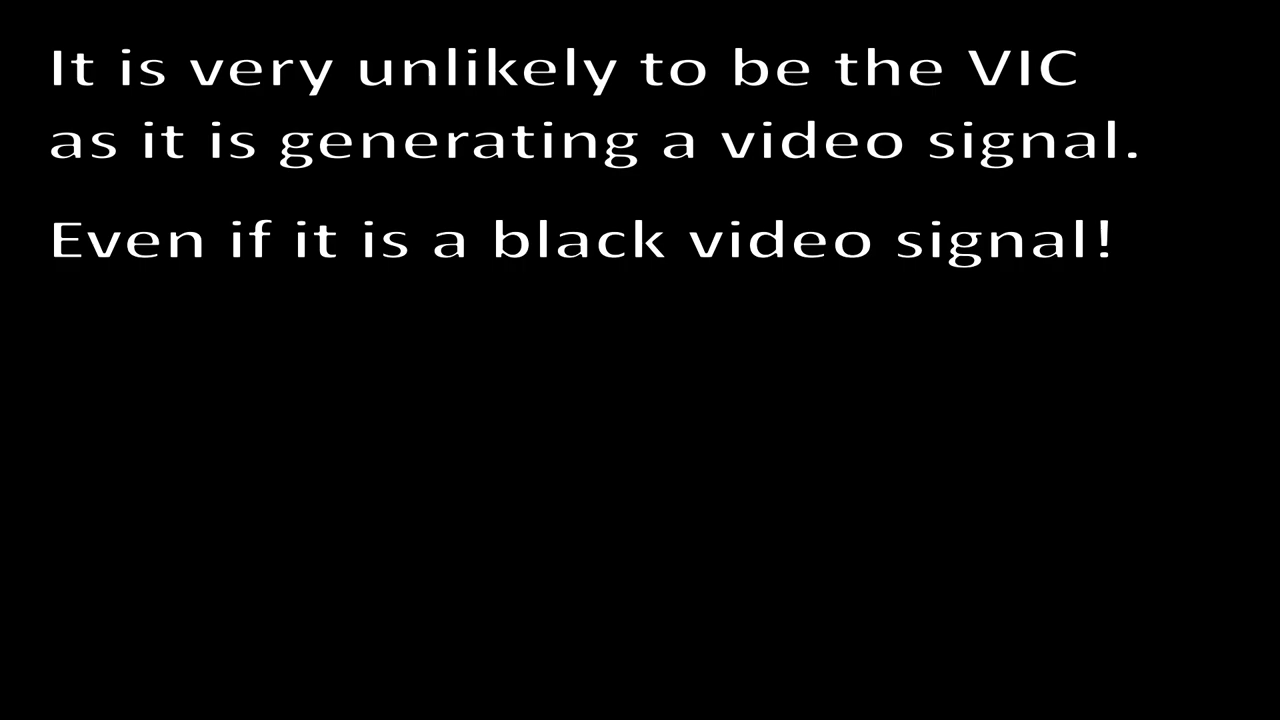 It is very unlikely to be the VIC
as it is generating a video signal.
Even if it is a black video signal!